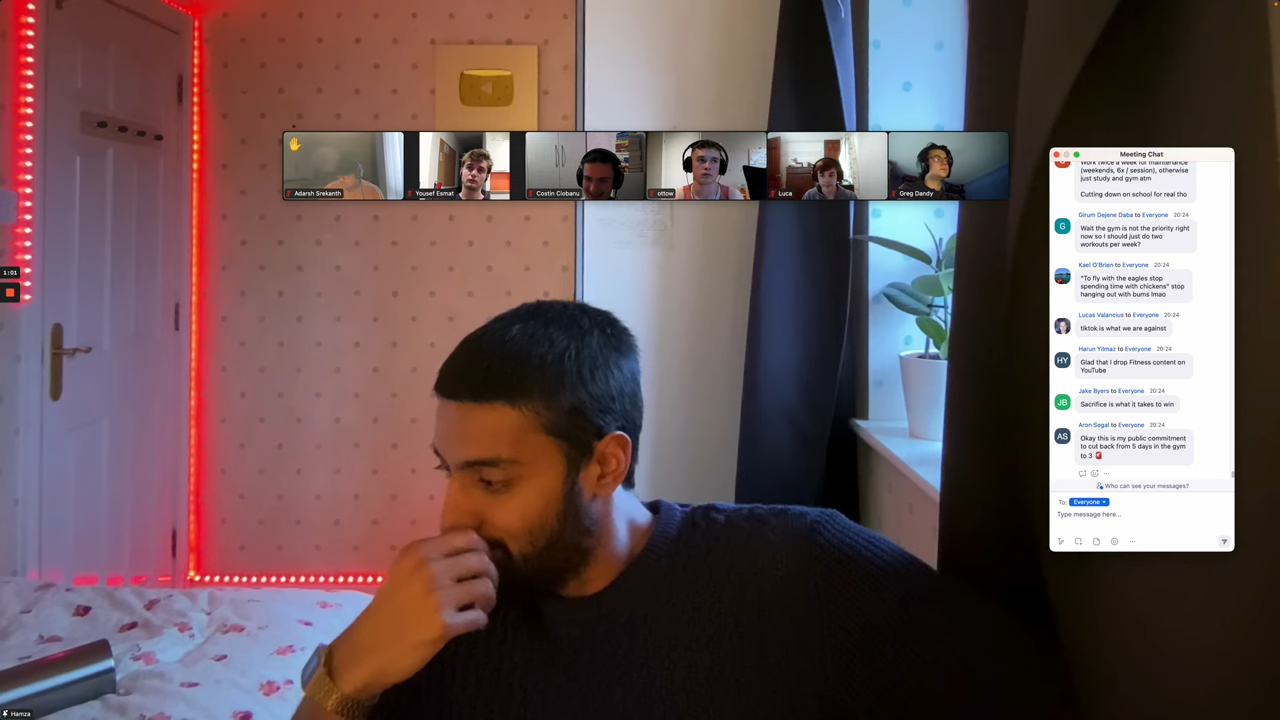 1:01
Adarsh Srekanth
Yousef Esmat
Costin Ciobanu
ottow
Luca
Greg Dandy
Meeting Chat
Work twice a week for maintenance
(weekends, 6x / session), otherwise
just study and gym atm
Cutting down on school for real tho
Girum Dejene Daba to Everyone 20:24
G
Wait the gym is not the priority right
now so I should just do two
workouts per week?
Kael O'Brien to Everyone 20:24
"To fly with the eagles stop
spending time with chickens" stop
hanging out with bums lmao
Lucas Valancius to Everyone 20:24
tiktok is what we are against
Harun Yilmaz to Everyone 20:24
HY
Glad that I drop Fitness content on
YouTube
Jake Byers to Everyone 20:24
JB
Sacrifice is what it takes to win
Aron Segal to Everyone 20:24
AS
Okay this is my public commitment
to cut back from 5 days in the gym
to 3 🚨
Who can see your messages?
To: Everyone
Type message here...
Hamza